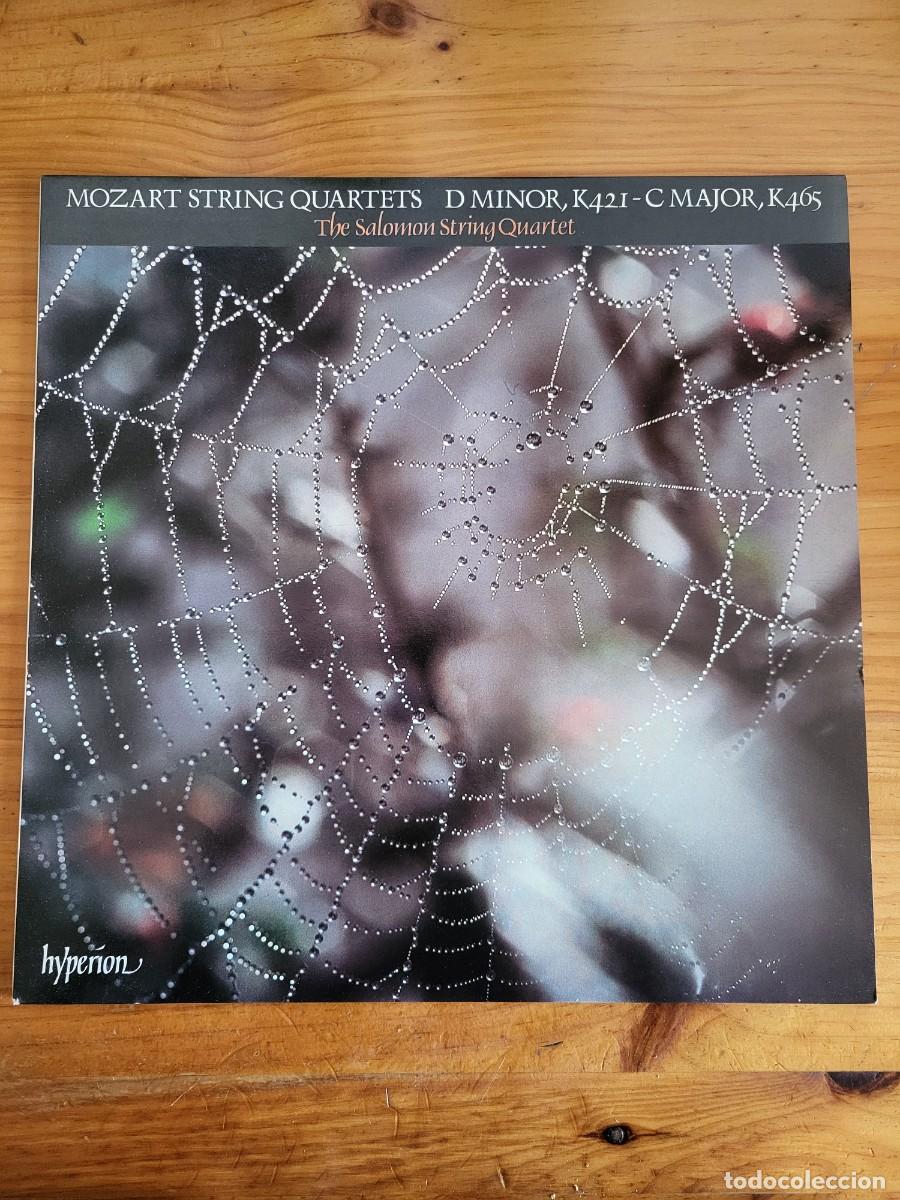 MOZART STRING QUARTETS D MINOR, K421 - C MAJOR, K465
The Salomon String Quartet
hyperion
todocoleccion